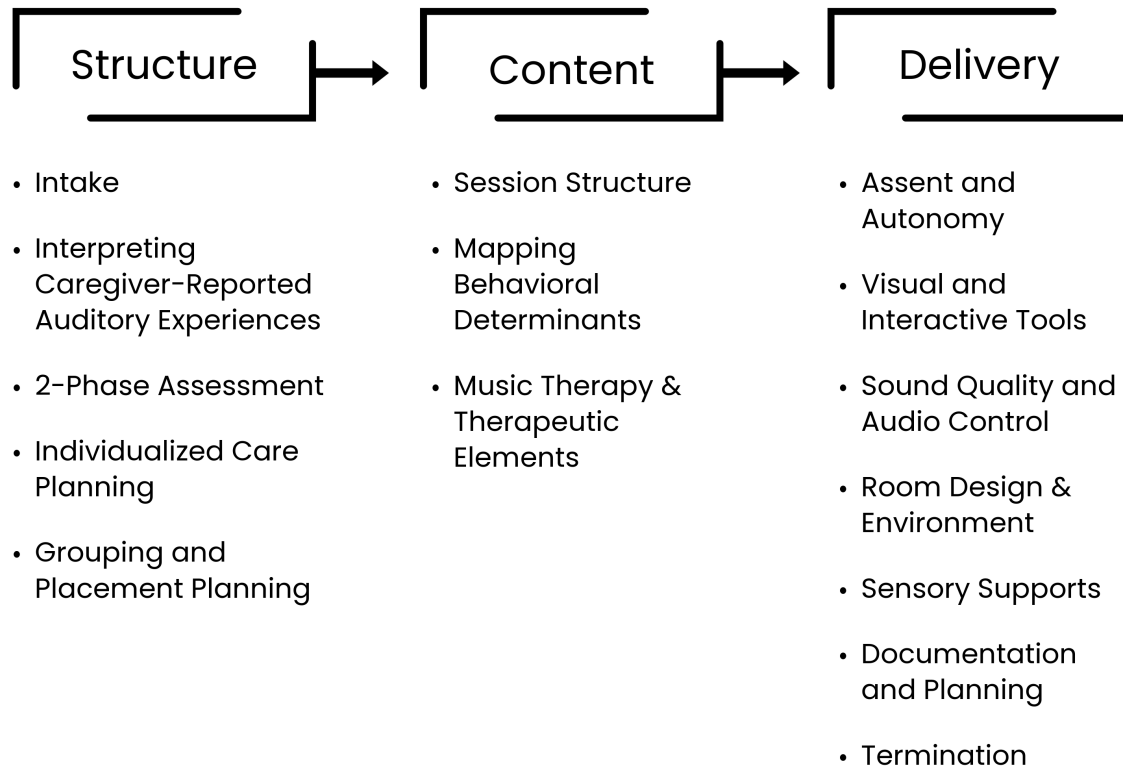 Structure
• Intake
• Interpreting
Caregiver-Reported
Auditory Experiences
• 2-Phase Assessment
• Individualized Care
Planning
• Grouping and
Placement Planning
Content
• Session Structure
• Mapping
Behavioral
Determinants
• Music Therapy &
Therapeutic
Elements
Delivery
• Assent and
Autonomy
• Visual and
Interactive Tools
• Sound Quality and
Audio Control
• Room Design &
Environment
• Sensory Supports
• Documentation
and Planning
• Termination